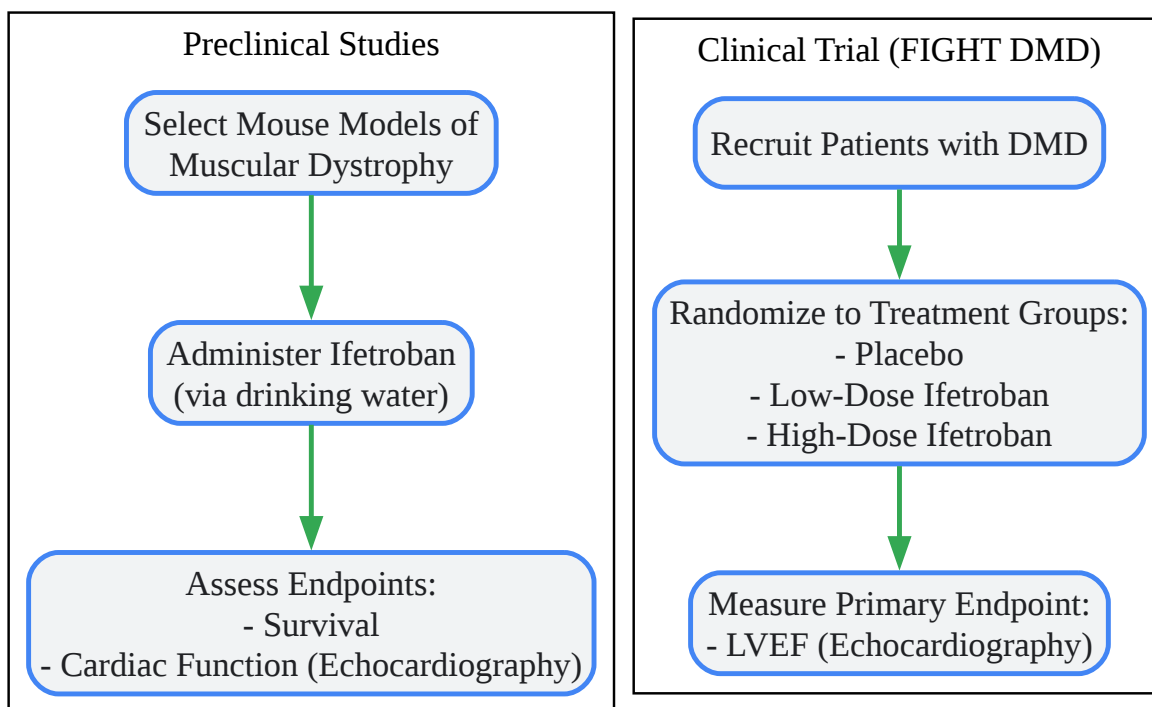 Preclinical Studies
Select Mouse Models of
Muscular Dystrophy
Administer Ifetroban
(via drinking water)
Assess Endpoints:
- Survival
- Cardiac Function (Echocardiography)
Clinical Trial (FIGHT DMD)
Recruit Patients with DMD
Randomize to Treatment Groups:
- Placebo
- Low-Dose Ifetroban
- High-Dose Ifetroban
Measure Primary Endpoint:
- LVEF (Echocardiography)